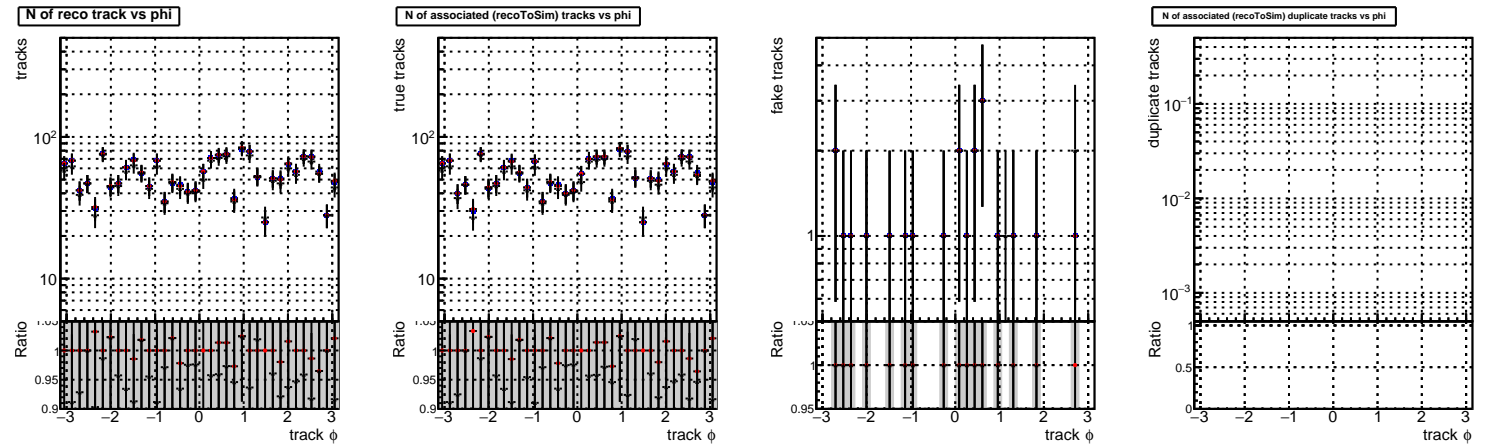 N of reco track vs phi
tracks
10²
10
Ratio
1
0.95
0.9
−3 −2 −1 0 1 2 3
track ϕ
N of associated (recoToSim) tracks vs phi
true tracks
10²
10
Ratio
1
0.95
0.9
−3 −2 −1 0 1 2 3
track ϕ
fake tracks
1
Ratio
1
0.95
−3 −2 −1 0 1 2 3
track ϕ
N of associated (recoToSim) duplicate tracks vs phi
duplicate tracks
10⁻¹
10⁻²
10⁻³
Ratio
1
0.5
0
−3 −2 −1 0 1 2 3
track ϕ